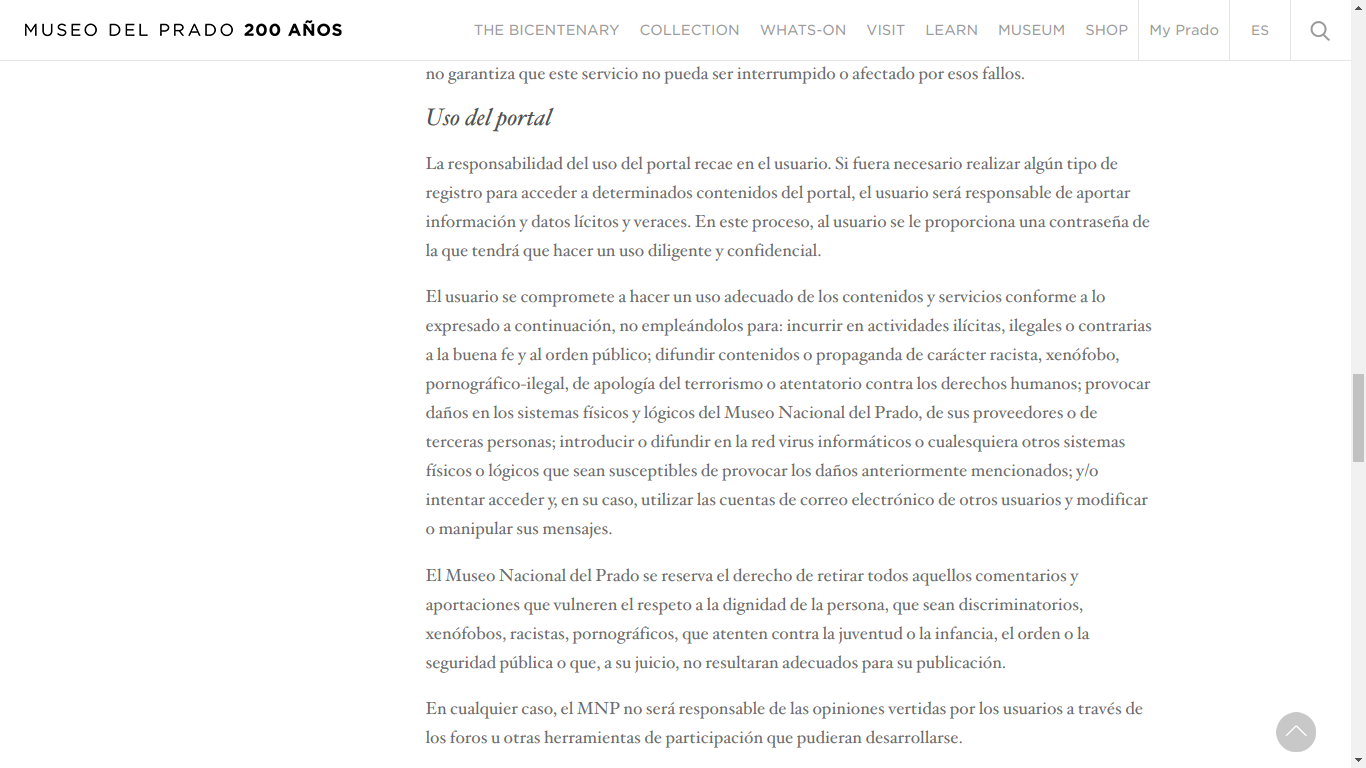 MUSEO DEL PRADO 200 AÑOS
THE BICENTENARY COLLECTION WHATS-ON VISIT LEARN MUSEUM SHOP My Prado ES
no garantiza que este servicio no pueda ser interrumpido o afectado por esos fallos.
Uso del portal
La responsabilidad del uso del portal recae en el usuario. Si fuera necesario realizar algún tipo de
registro para acceder a determinados contenidos del portal, el usuario será responsable de aportar
información y datos lícitos y veraces. En este proceso, al usuario se le proporciona una contraseña de
la que tendrá que hacer un uso diligente y confidencial.
El usuario se compromete a hacer un uso adecuado de los contenidos y servicios conforme a lo
expresado a continuación, no empleándolos para: incurrir en actividades ilícitas, ilegales o contrarias
a la buena fe y al orden público; difundir contenidos o propaganda de carácter racista, xenófobo,
pornográfico-ilegal, de apología del terrorismo o atentatorio contra los derechos humanos; provocar
daños en los sistemas físicos y lógicos del Museo Nacional del Prado, de sus proveedores o de
terceras personas; introducir o difundir en la red virus informáticos o cualesquiera otros sistemas
físicos o lógicos que sean susceptibles de provocar los daños anteriormente mencionados; y/o
intentar acceder y, en su caso, utilizar las cuentas de correo electrónico de otros usuarios y modificar
o manipular sus mensajes.
El Museo Nacional del Prado se reserva el derecho de retirar todos aquellos comentarios y
aportaciones que vulneren el respeto a la dignidad de la persona, que sean discriminatorios,
xenófobos, racistas, pornográficos, que atenten contra la juventud o la infancia, el orden o la
seguridad pública o que, a su juicio, no resultaran adecuados para su publicación.
En cualquier caso, el MNP no será responsable de las opiniones vertidas por los usuarios a través de
los foros u otras herramientas de participación que pudieran desarrollarse.